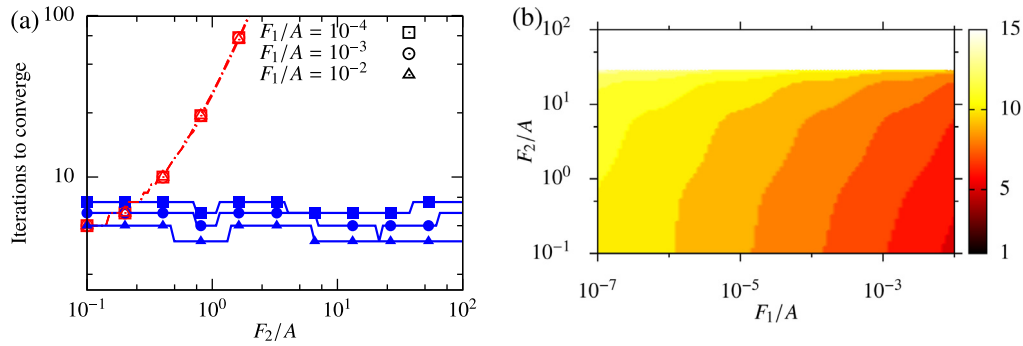 (a)
100
10
Iterions to converge
F₁/A = 10⁻⁴
F₁/A = 10⁻³
F₁/A = 10⁻²
10⁻¹ 10⁰ 10¹ 10²
F₂/A
(b)
10²
10¹
10⁰
10⁻¹
F₂/A
10⁻⁷ 10⁻⁵ 10⁻³
F₁/A
15
10
5
1